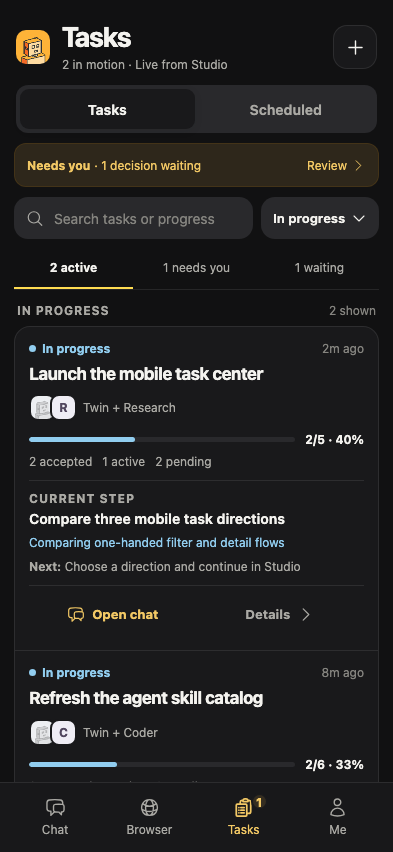 Tasks
2 in motion · Live from Studio
Tasks
Scheduled
Needs you · 1 decision waiting
Review
Search tasks or progress
In progress
2 active
1 needs you
1 waiting
IN PROGRESS
2 shown
In progress
2m ago
Launch the mobile task center
R
Twin + Research
2/5 · 40%
2 accepted 1 active 2 pending
CURRENT STEP
Compare three mobile task directions
Comparing one-handed filter and detail flows
Next: Choose a direction and continue in Studio
Open chat
Details
In progress
8m ago
Refresh the agent skill catalog
C
Twin + Coder
2/6 · 33%
1
Chat
Browser
Tasks
Me